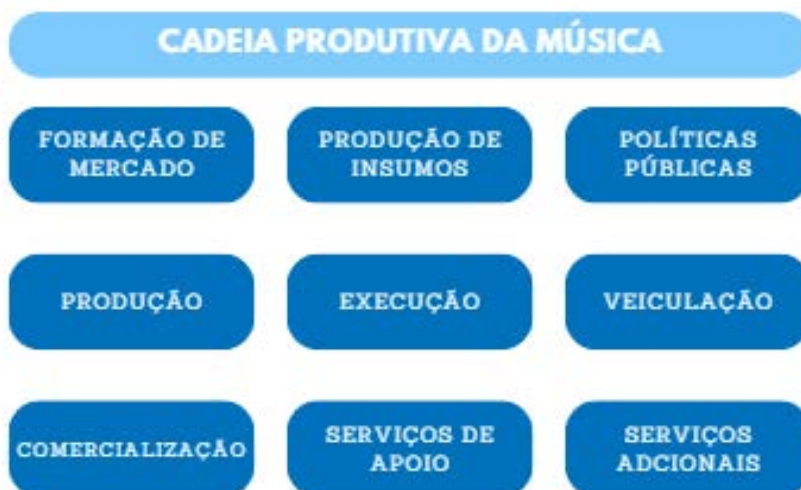 CADEIA PRODUTIVA DA MÚSICA
FORMAÇÃO DE
MERCADO
PRODUÇÃO DE
INSUMOS
POLÍTICAS
PÚBLICAS
PRODUÇÃO
EXECUÇÃO
VEICULAÇÃO
COMERCIALIZAÇÃO
SERVIÇOS DE
APOIO
SERVIÇOS
ADCIONAIS